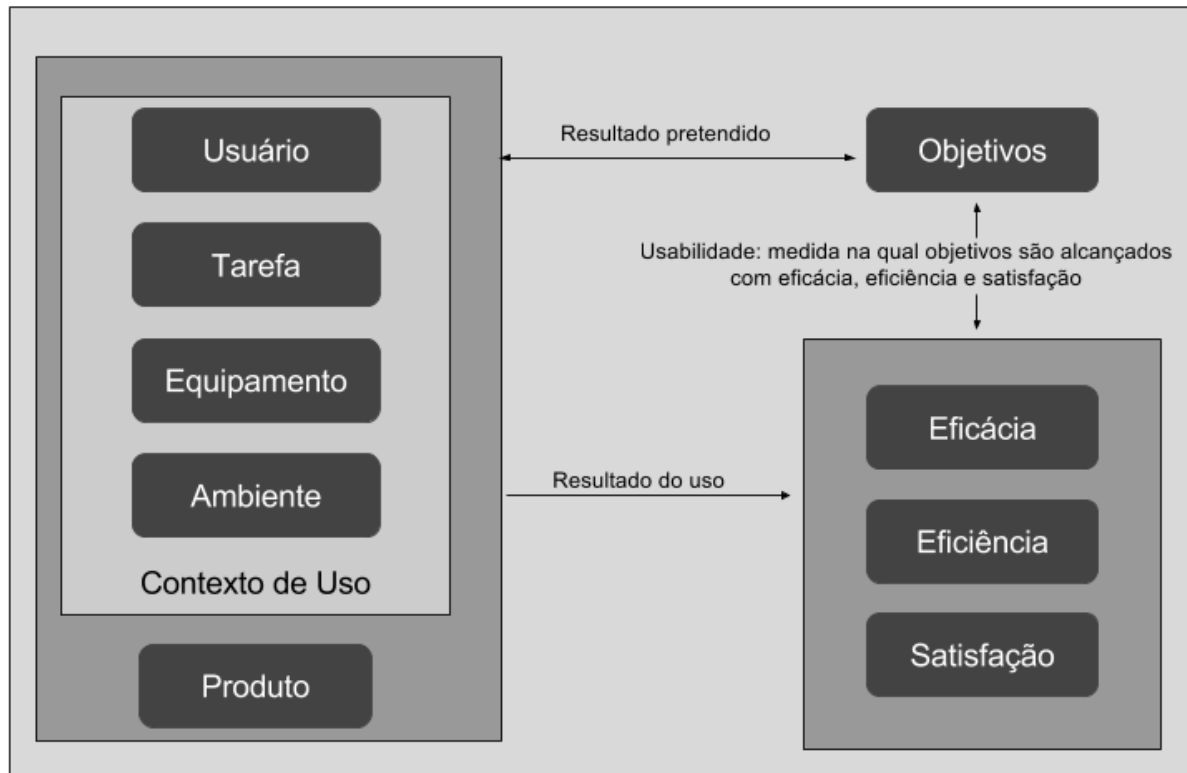 Usuário
Tarefa
Equipamento
Ambiente
Contexto de Uso
Produto
Resultado pretendido
Objetivos
Usabilidade: medida na qual objetivos são alcançados
com eficácia, eficiência e satisfação
Resultado do uso
Eficácia
Eficiência
Satisfação